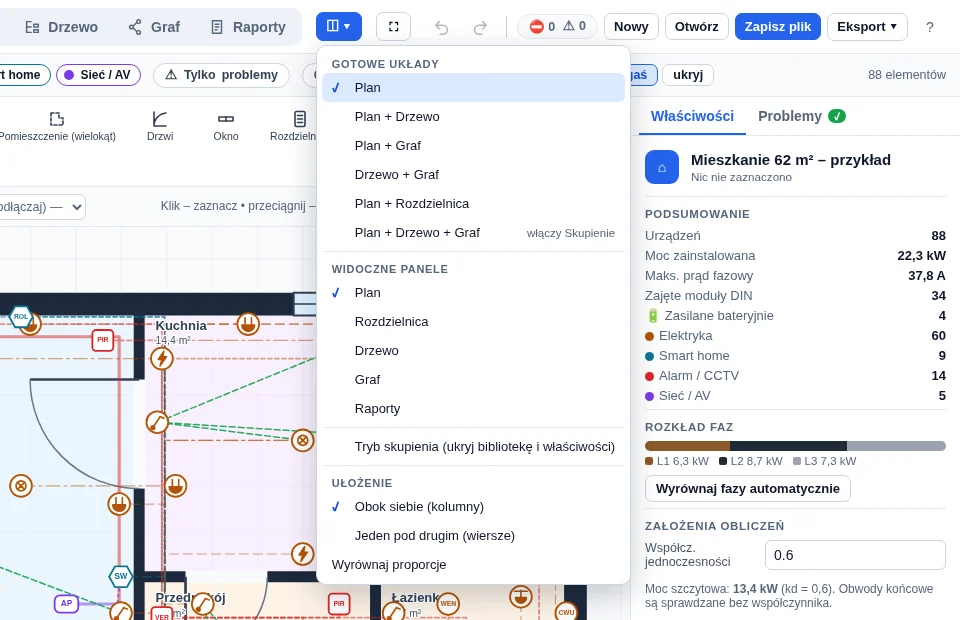 Drzewo Graf Raporty
⛔ 0 ⚠ 0 Nowy Otwórz Zapisz plik Eksport ▾ ?
rt home Sieć / AV ⚠ Tylko problemy
gaś ukryj 88 elementów
Pomieszczenie (wielokąt) Drzwi Okno Rozdzieln
odłączaj) —
Klik – zaznacz • przeciągnij –
GOTOWE UKŁADY
✓ Plan
Plan + Drzewo
Plan + Graf
Drzewo + Graf
Plan + Rozdzielnica
Plan + Drzewo + Graf włączy Skupienie
WIDOCZNE PANELE
✓ Plan
Rozdzielnica
Drzewo
Graf
Raporty
Tryb skupienia (ukryj bibliotekę i właściwości)
UŁOŻENIE
✓ Obok siebie (kolumny)
Jeden pod drugim (wiersze)
Wyrównaj proporcje
ROL
PIR
Kuchnia
14,4 m²
SW
AP
VER
m²
PIR
Łazienk
m²
WEN
CWU
Właściwości Problemy ✓
Mieszkanie 62 m² – przykład
Nic nie zaznaczono
PODSUMOWANIE
Urządzeń 88
Moc zainstalowana 22,3 kW
Maks. prąd fazowy 37,8 A
Zajęte moduły DIN 34
🔋 Zasilane bateryjnie 4
Elektryka 60
Smart home 9
Alarm / CCTV 14
Sieć / AV 5
ROZKŁAD FAZ
L1 6,3 kW L2 8,7 kW L3 7,3 kW
Wyrównaj fazy automatycznie
ZAŁOŻENIA OBLICZEŃ
Współcz.
jednoczesności
0.6
Moc szczytowa: 13,4 kW (kd = 0,6). Obwody końcowe
są sprawdzane bez współczynnika.